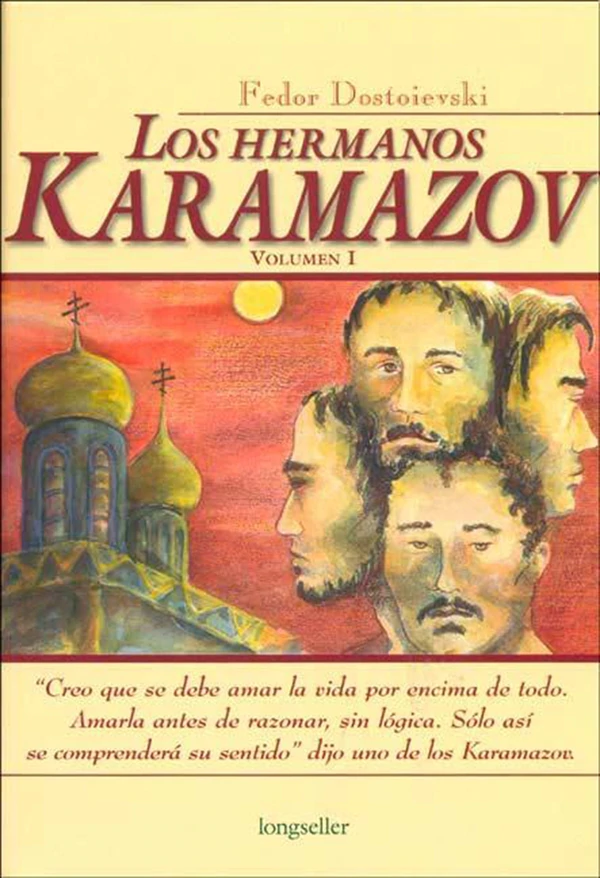 Fedor Dostoievski
LOS HERMANOS
KARAMAZOV
VOLUMEN I
"Creo que se debe amar la vida por encima de todo.
Amarla antes de razonar, sin lógica. Sólo así
se comprenderá su sentido" dijo uno de los Karamazov.
longseller